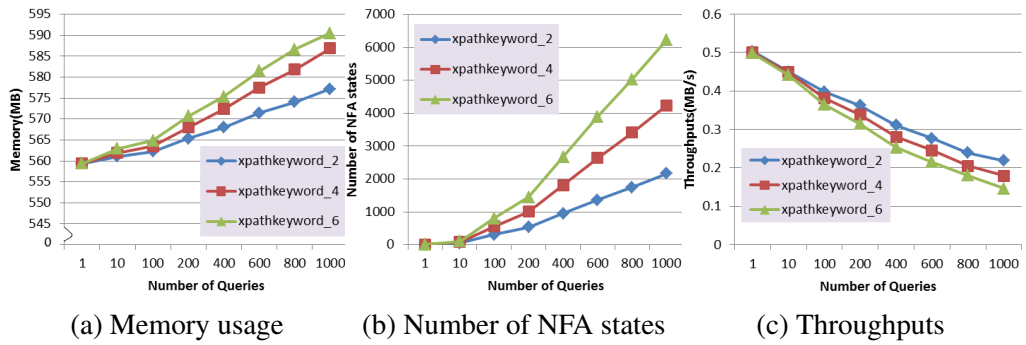 595
590
585
580
575
570
565
560
555
550
545
0
Memory(MB)
xpathkeyword_2
xpathkeyword_4
xpathkeyword_6
1 10 100 200 400 600 800 1000
Number of Queries
(a) Memory usage
7000
6000
5000
4000
3000
2000
1000
0
Number of NFA states
xpathkeyword_2
xpathkeyword_4
xpathkeyword_6
1 10 100 200 400 600 800 1000
Number of Queries
(b) Number of NFA states
0.6
0.5
0.4
0.3
0.2
0.1
0
Throughputs(MB/s)
xpathkeyword_2
xpathkeyword_4
xpathkeyword_6
1 10 100 200 400 600 800 1000
Number of Queries
(c) Throughputs